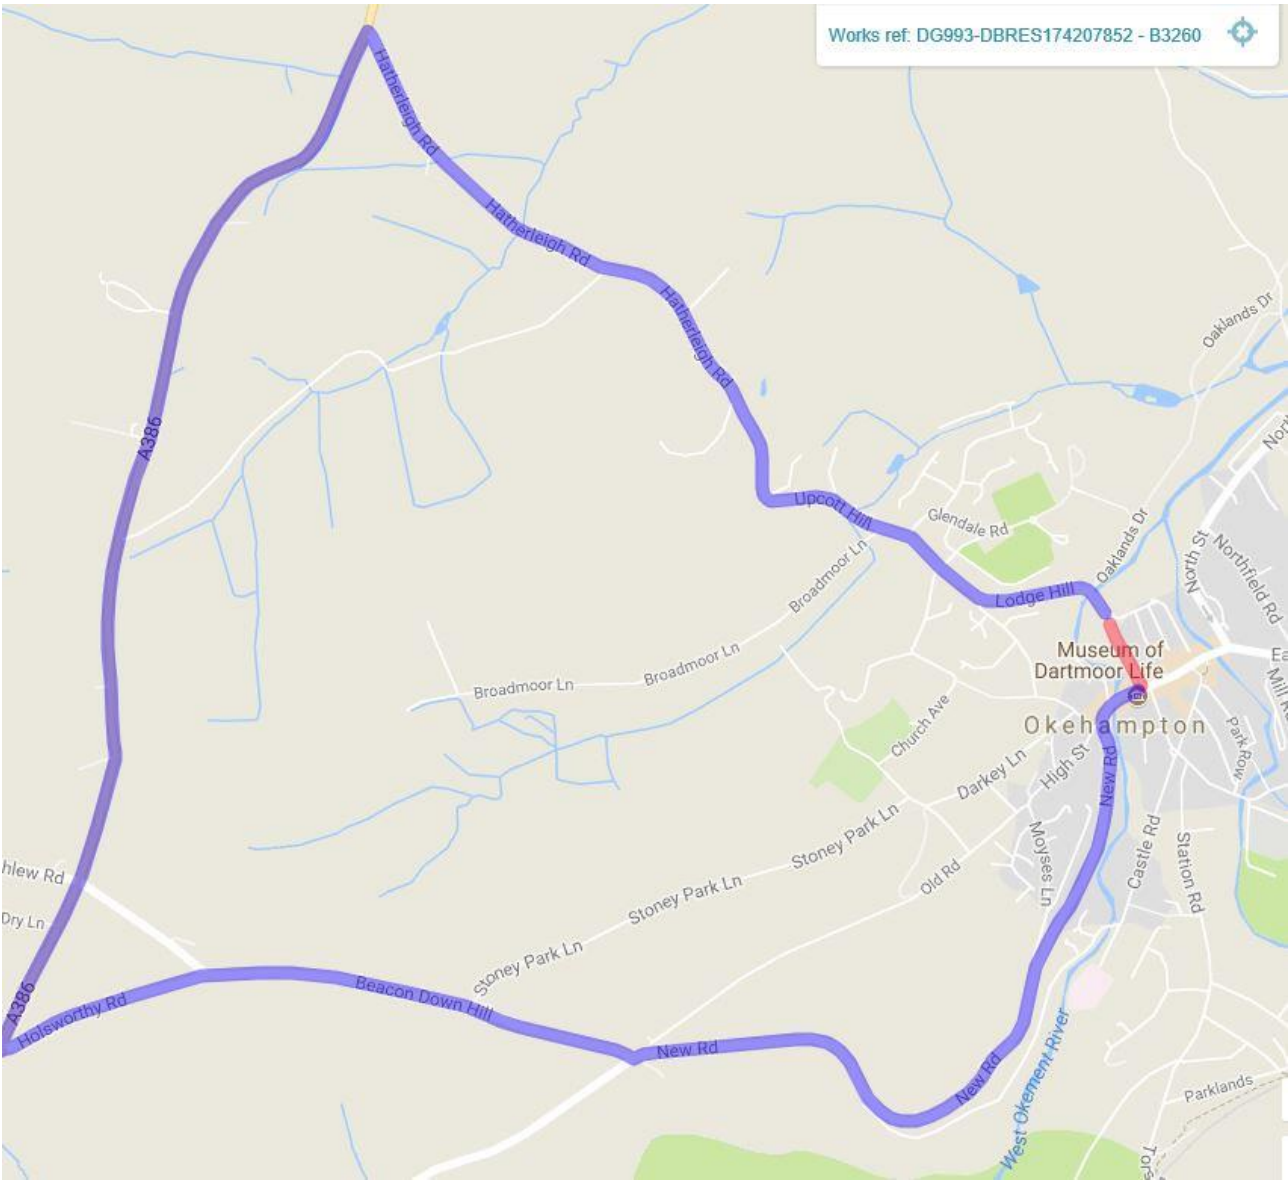 Works ref: DG993-DBRES174207852 - B3260
Hatherleigh Rd
Hatherleigh Rd
Hatherleigh Rd
Oaklands Dr
A386
Upcott Hill
Glendale Rd
Oaklands Dr
North St
Northfield Rd
Broadmoor Ln
Lodge Hill
Museum of
Dartmoor Life
Broadmoor Ln
Broadmoor Ln
Okehampton
Church Ave
Park Row
High St
Darkey Ln
New Rd
Stoney Park Ln
Moyses Ln
Castle Rd
Station Rd
hlew Rd
Old Rd
Stoney Park Ln
Dry Ln
Stoney Park Ln
A386
Holsworthy Rd
Beacon Down Hill
New Rd
New Rd
West Okement River
Parklands